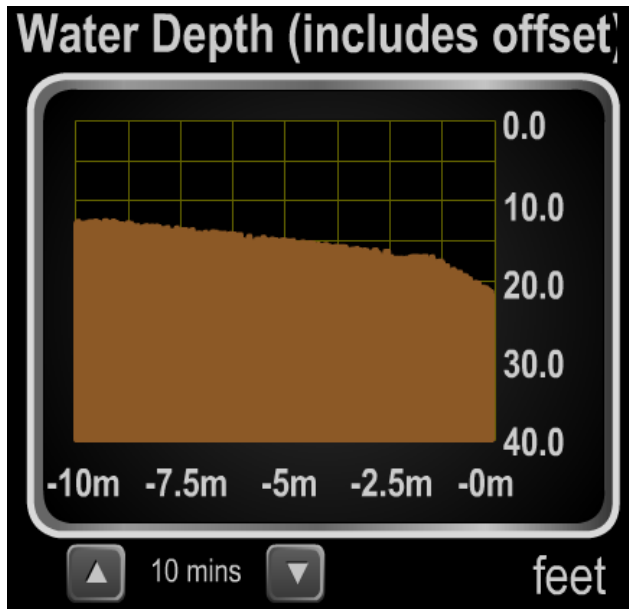 Water Depth (includes offset)
0.0
10.0
20.0
30.0
40.0
-10m -7.5m -5m -2.5m -0m
10 mins
feet